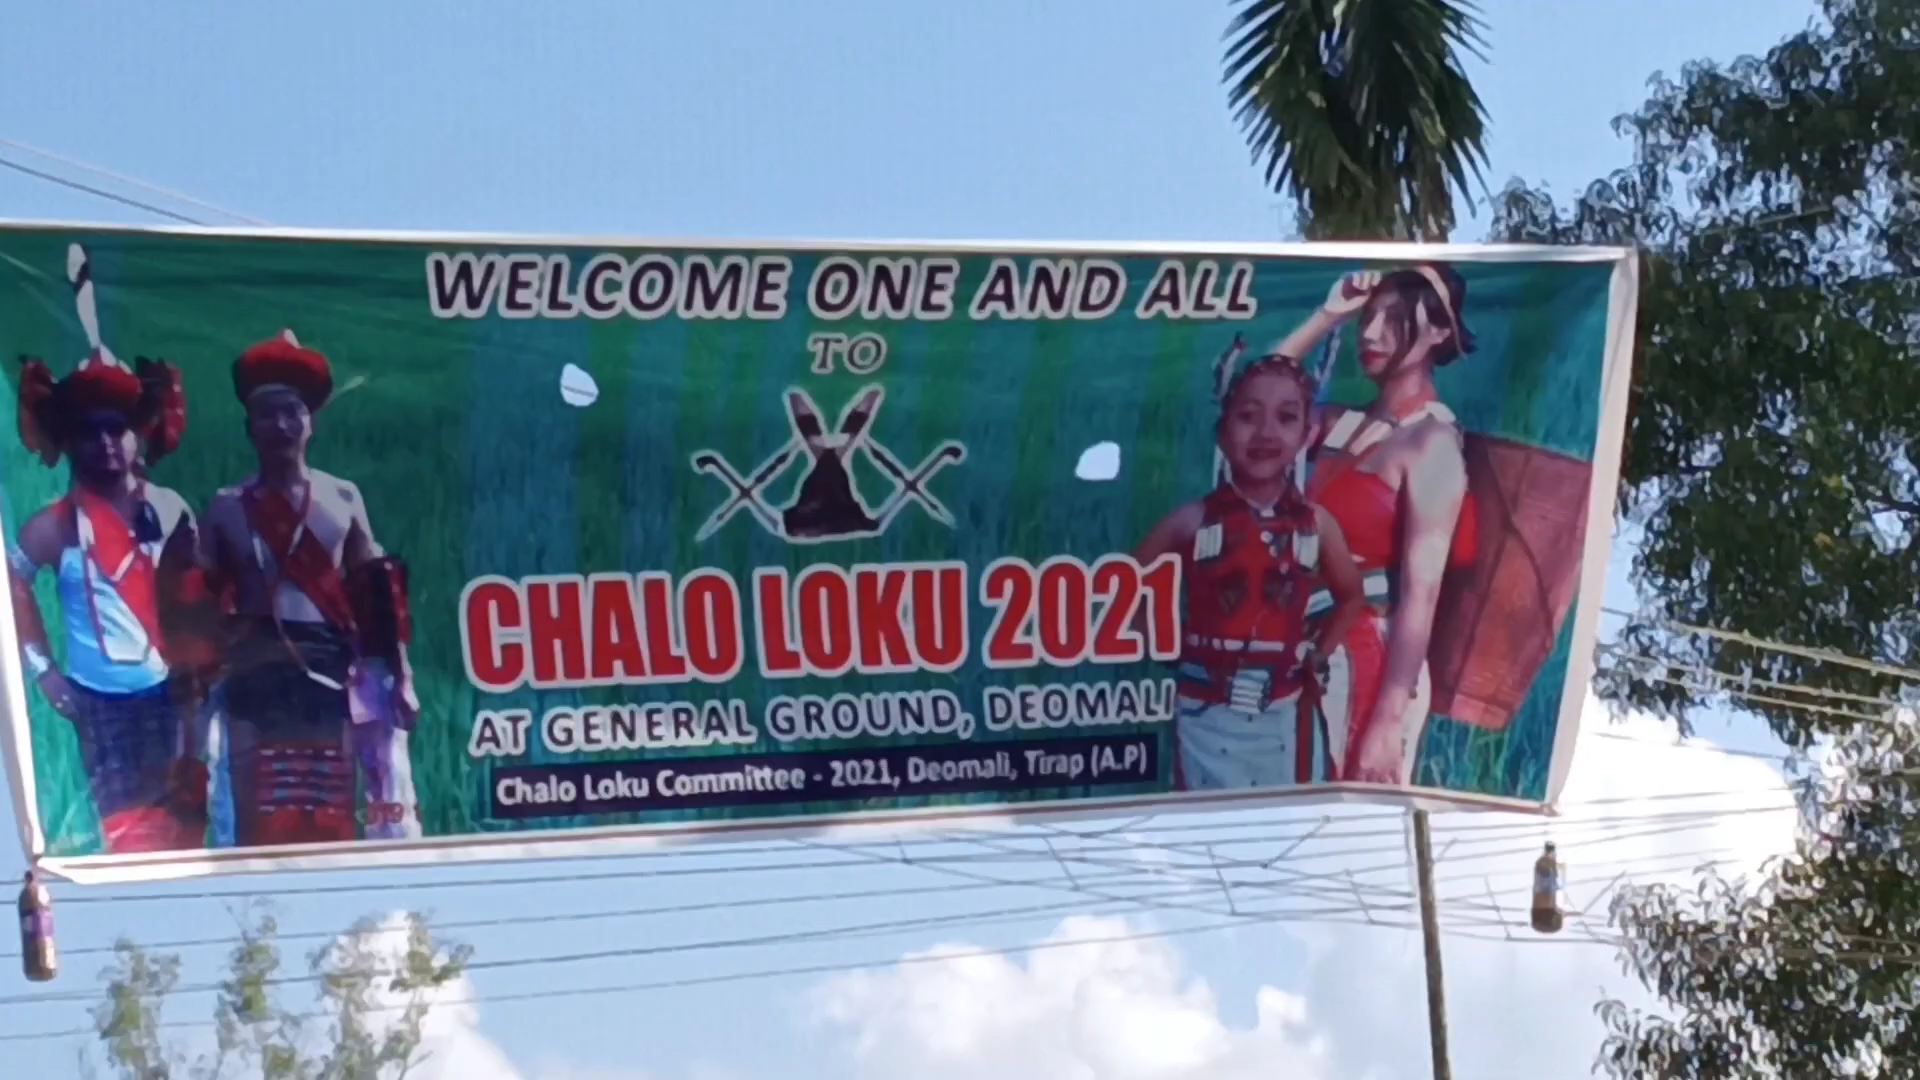 WELCOME ONE AND ALL
TO
CHALO LOKU 2021
AT GENERAL GROUND, DEOMALI
Chalo Loku Committee - 2021, Deomali, Tirap (A.P)